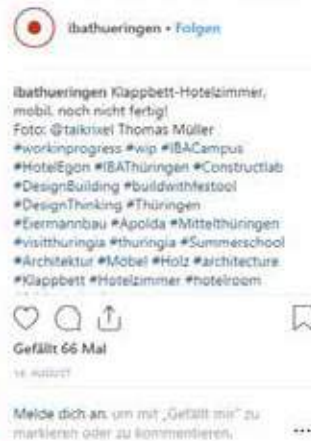 ibathueringen • Folgen
ibathueringen Klappbett-Hotelzimmer,
mobil. noch nicht fertig!
Foto: @talkrixel Thomas Müller
#workinprogress #wip #IBACampus
#HotelEgon #IBAThüringen #Constructlab
#DesignBuilding #buildwithfestool
#DesignThinking #Thüringen
#Eiermannbau #Apolda #Mittelthüringen
#visitthuringia #thuringia #Summerschool
#Architektur #Möbel #Holz #architecture
#Klappbett #Hotelzimmer #hotelroom
Gefällt 66 Mal
AUGUST
Melde dich an, um mit „Gefällt mir" zu
markieren oder zu kommentieren.